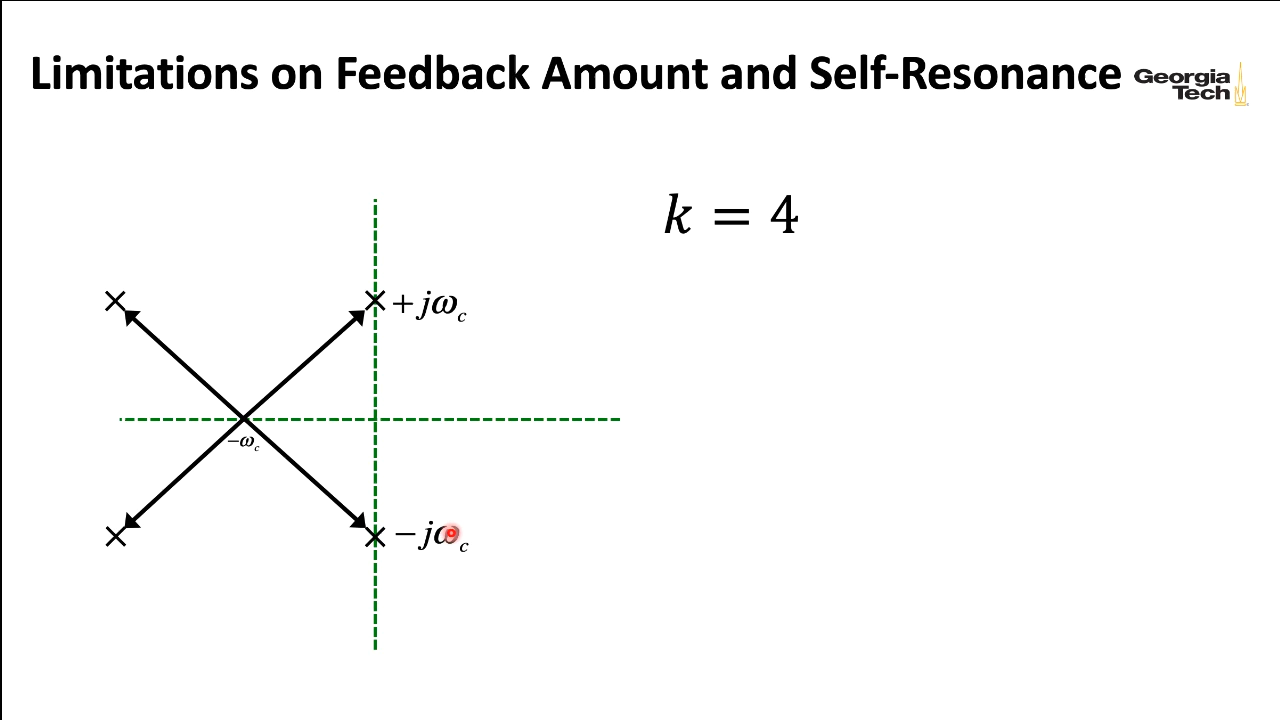 Limitations on Feedback Amount and Self-Resonance
Georgia
Tech
k = 4
+jω_c
−ω_c
−jω_c